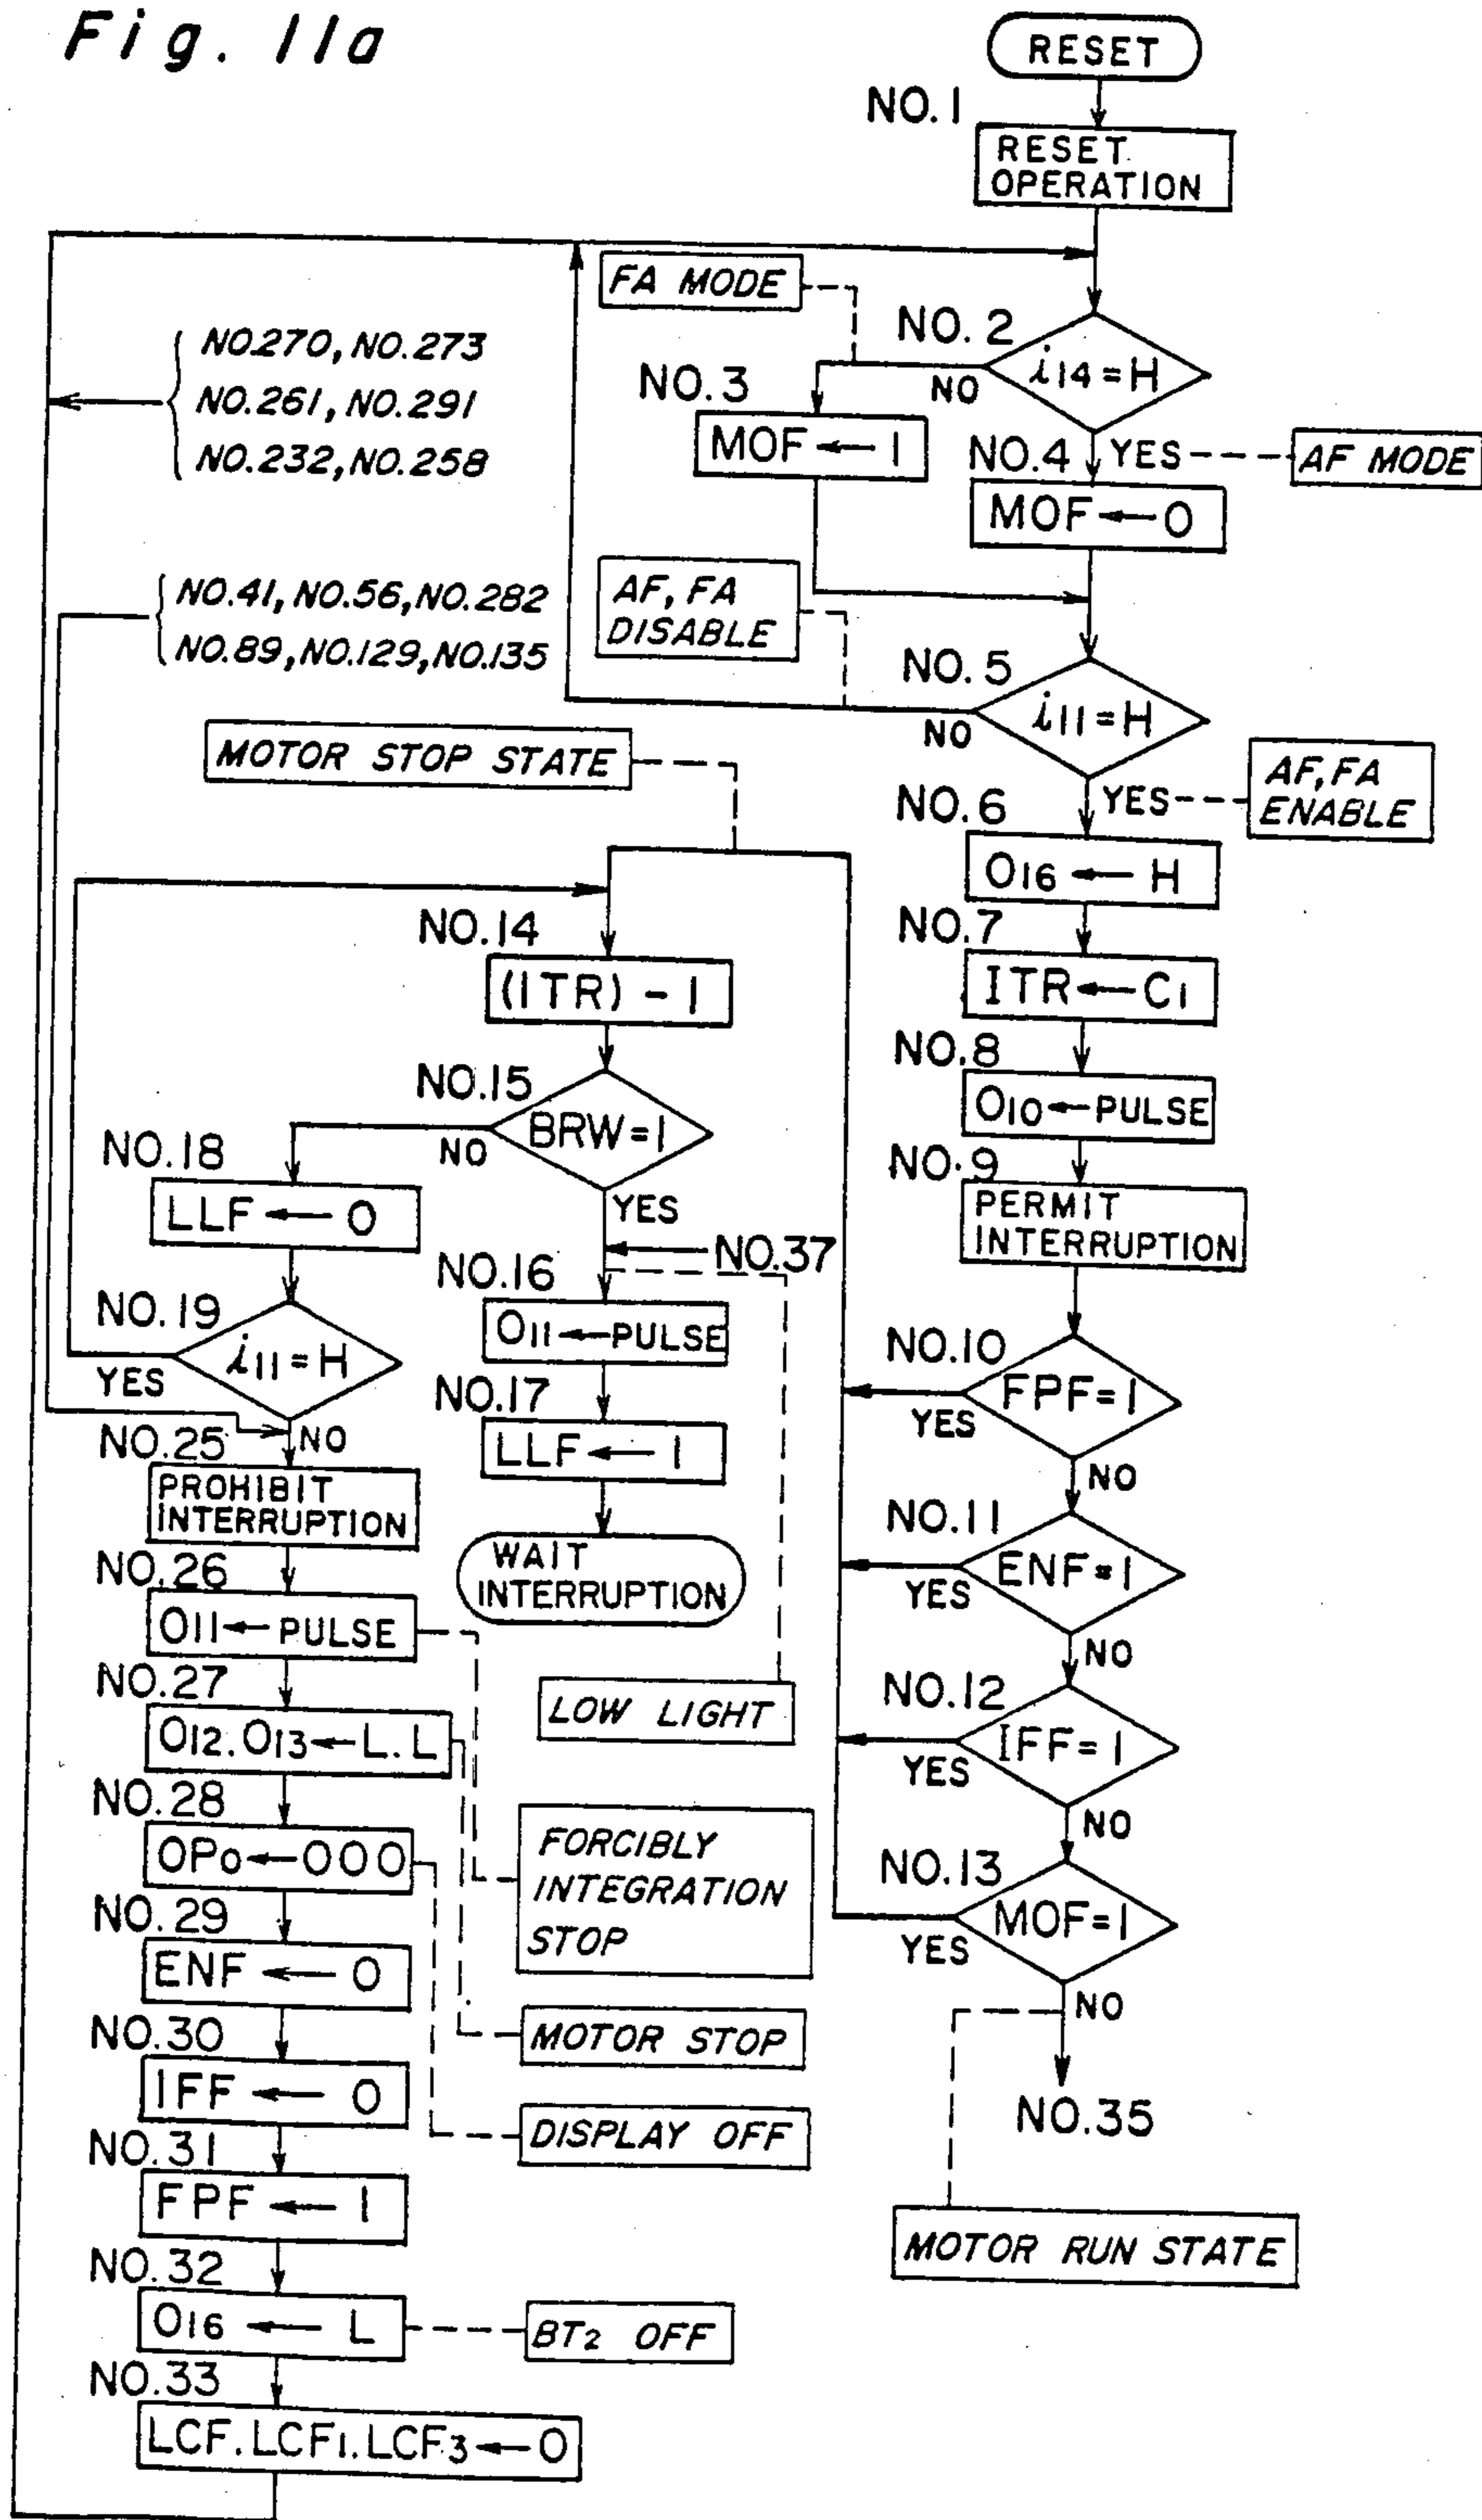 Fig. 11a
RESET
NO.1
RESET
OPERATION
FA MODE
NO.2
i14=H
NO
NO.3
MOF ← 1
NO.4
YES
AF MODE
MOF ← 0
NO.270, NO.273
NO.261, NO.291
NO.232, NO.258
NO.41, NO.56, NO.282
NO.89, NO.129, NO.135
AF, FA
DISABLE
NO.5
i11=H
NO
YES
AF, FA
ENABLE
MOTOR STOP STATE
NO.6
O16 ← H
NO.7
ITR ← C1
NO.8
O10 ← PULSE
NO.9
PERMIT
INTERRUPTION
NO.10
FPF=1
YES
NO
NO.11
ENF=1
YES
NO
NO.12
IFF=1
YES
NO
NO.13
MOF=1
YES
NO
NO.35
MOTOR RUN STATE
NO.14
(ITR) - 1
NO.15
BRW=1
NO
YES
NO.37
NO.16
O11 ← PULSE
NO.17
LLF ← 1
WAIT
INTERRUPTION
LOW LIGHT
NO.18
LLF ← 0
NO.19
i11=H
YES
NO
NO.25
PROHIBIT
INTERRUPTION
NO.26
O11 ← PULSE
NO.27
O12.O13 ← L.L
NO.28
OP0 ← 000
NO.29
ENF ← 0
NO.30
IFF ← 0
NO.31
FPF ← 1
NO.32
O16 ← L
NO.33
LCF.LCF1.LCF3 ← 0
FORCIBLY
INTEGRATION
STOP
MOTOR STOP
DISPLAY OFF
BT2 OFF